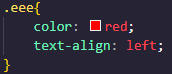 .eee{
color: red;
text-align: left;
}